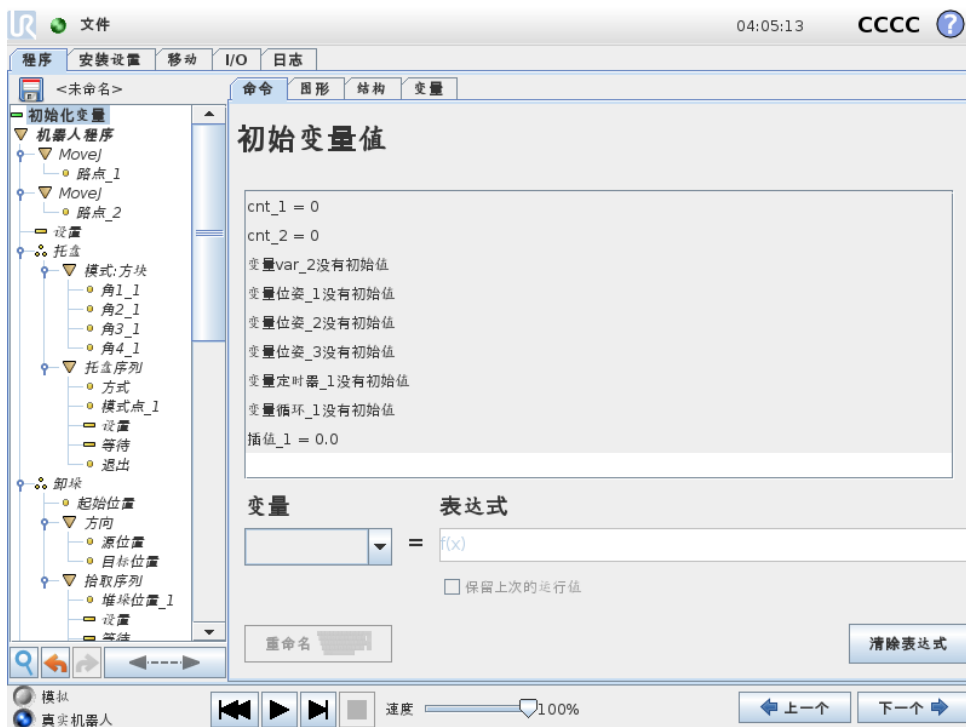 UR 文件 04:05:13 CCCC ?
程序 安装设置 移动 I/O 日志
<未命名>
命令 图形 结构 变量
初始化变量
机器人程序
MoveJ
路点_1
MoveJ
路点_2
设置
托盘
模式:方块
角1_1
角2_1
角3_1
角4_1
托盘序列
方式
模式点_1
设置
等待
退出
卸垛
起始位置
方向
源位置
目标位置
拾取序列
堆垛位置_1
设置
等待
初始变量值
cnt_1 = 0
cnt_2 = 0
变量var_2没有初始值
变量位姿_1没有初始值
变量位姿_2没有初始值
变量位姿_3没有初始值
变量定时器_1没有初始值
变量循环_1没有初始值
插值_1 = 0.0
变量 表达式
= f(x)
保留上次的运行值
重命名
清除表达式
模拟
真实机器人
速度 100%
上一个 下一个